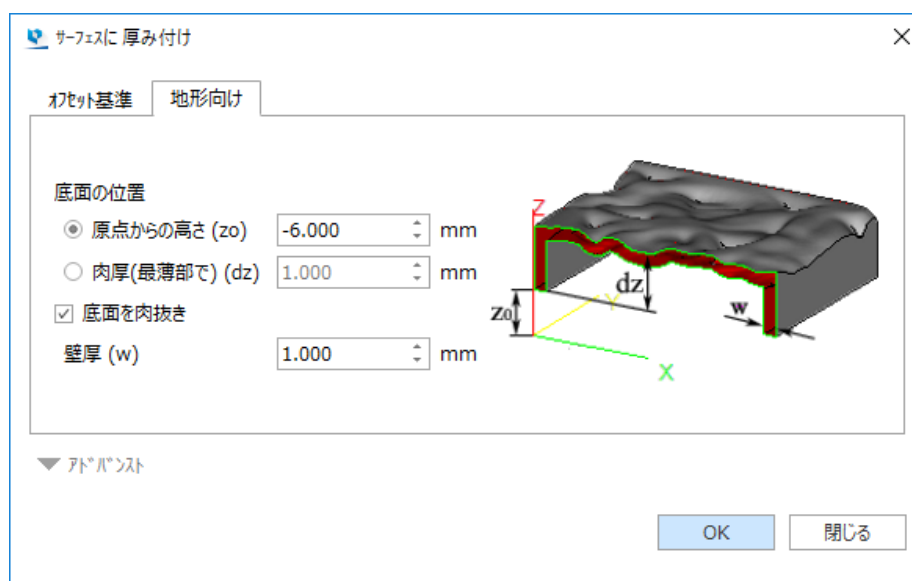 ｻｰﾌｪｽに 厚み付け
ｵﾌｾｯﾄ基準 地形向け
底面の位置
原点からの高さ (zo) -6.000 mm
肉厚(最薄部で) (dz) 1.000 mm
底面を肉抜き
壁厚 (w) 1.000 mm
ｱﾄﾞﾊﾞﾝｽﾄ
OK 閉じる
Z
dz
Y
z₀
w
X